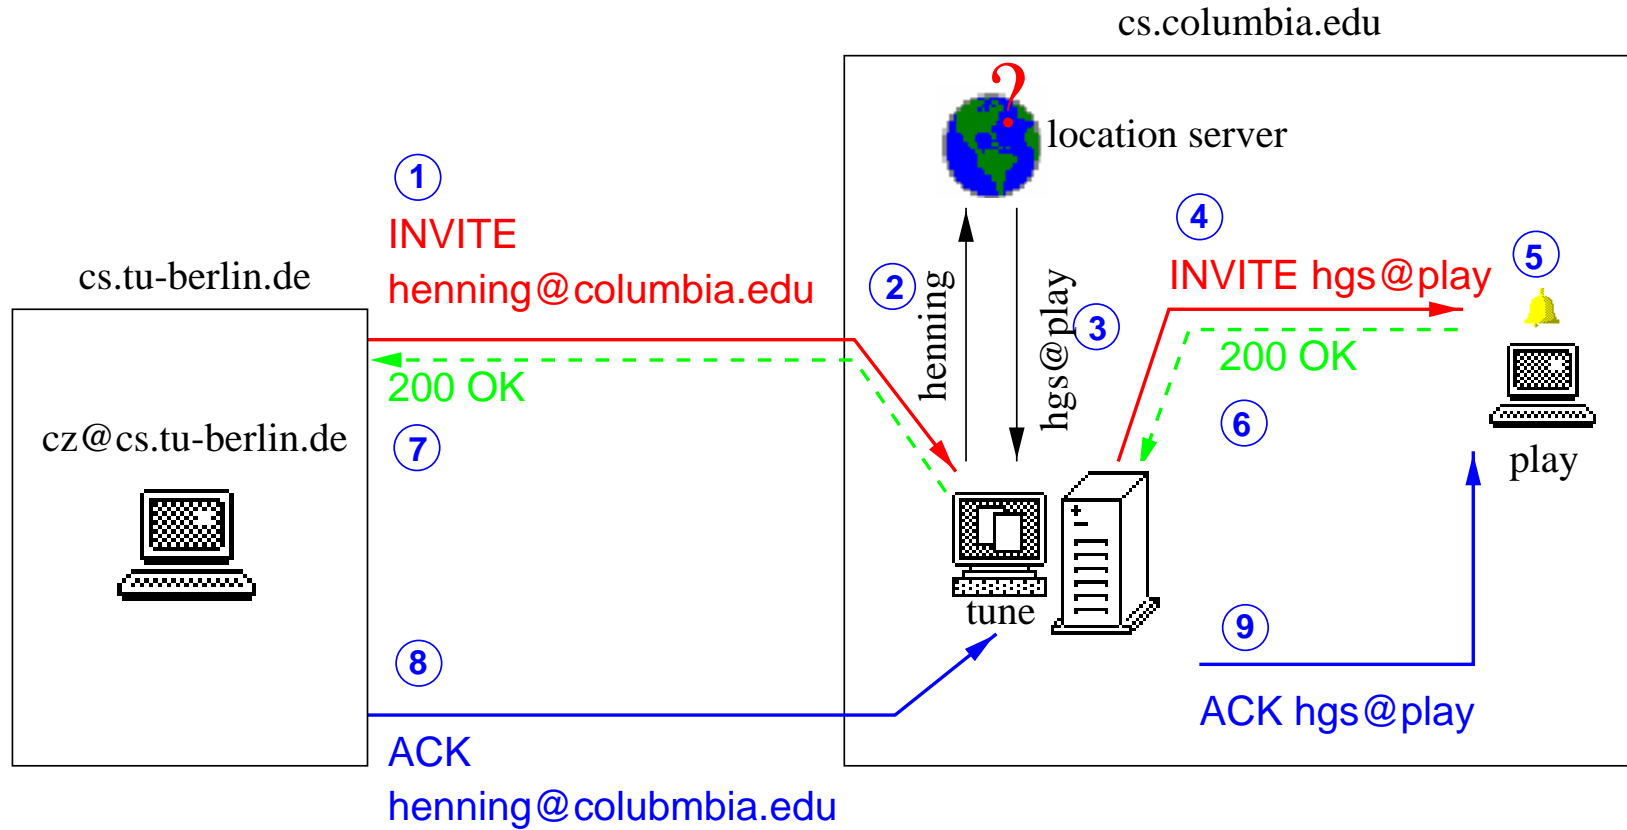 cs.columbia.edu
location server
1
INVITE
henning@columbia.edu
cs.tu-berlin.de
200 OK
cz@cs.tu-berlin.de
7
2
henning
hgs@play
3
4
INVITE hgs@play
5
200 OK
6
play
tune
8
ACK
henning@colubmbia.edu
9
ACK hgs@play
?